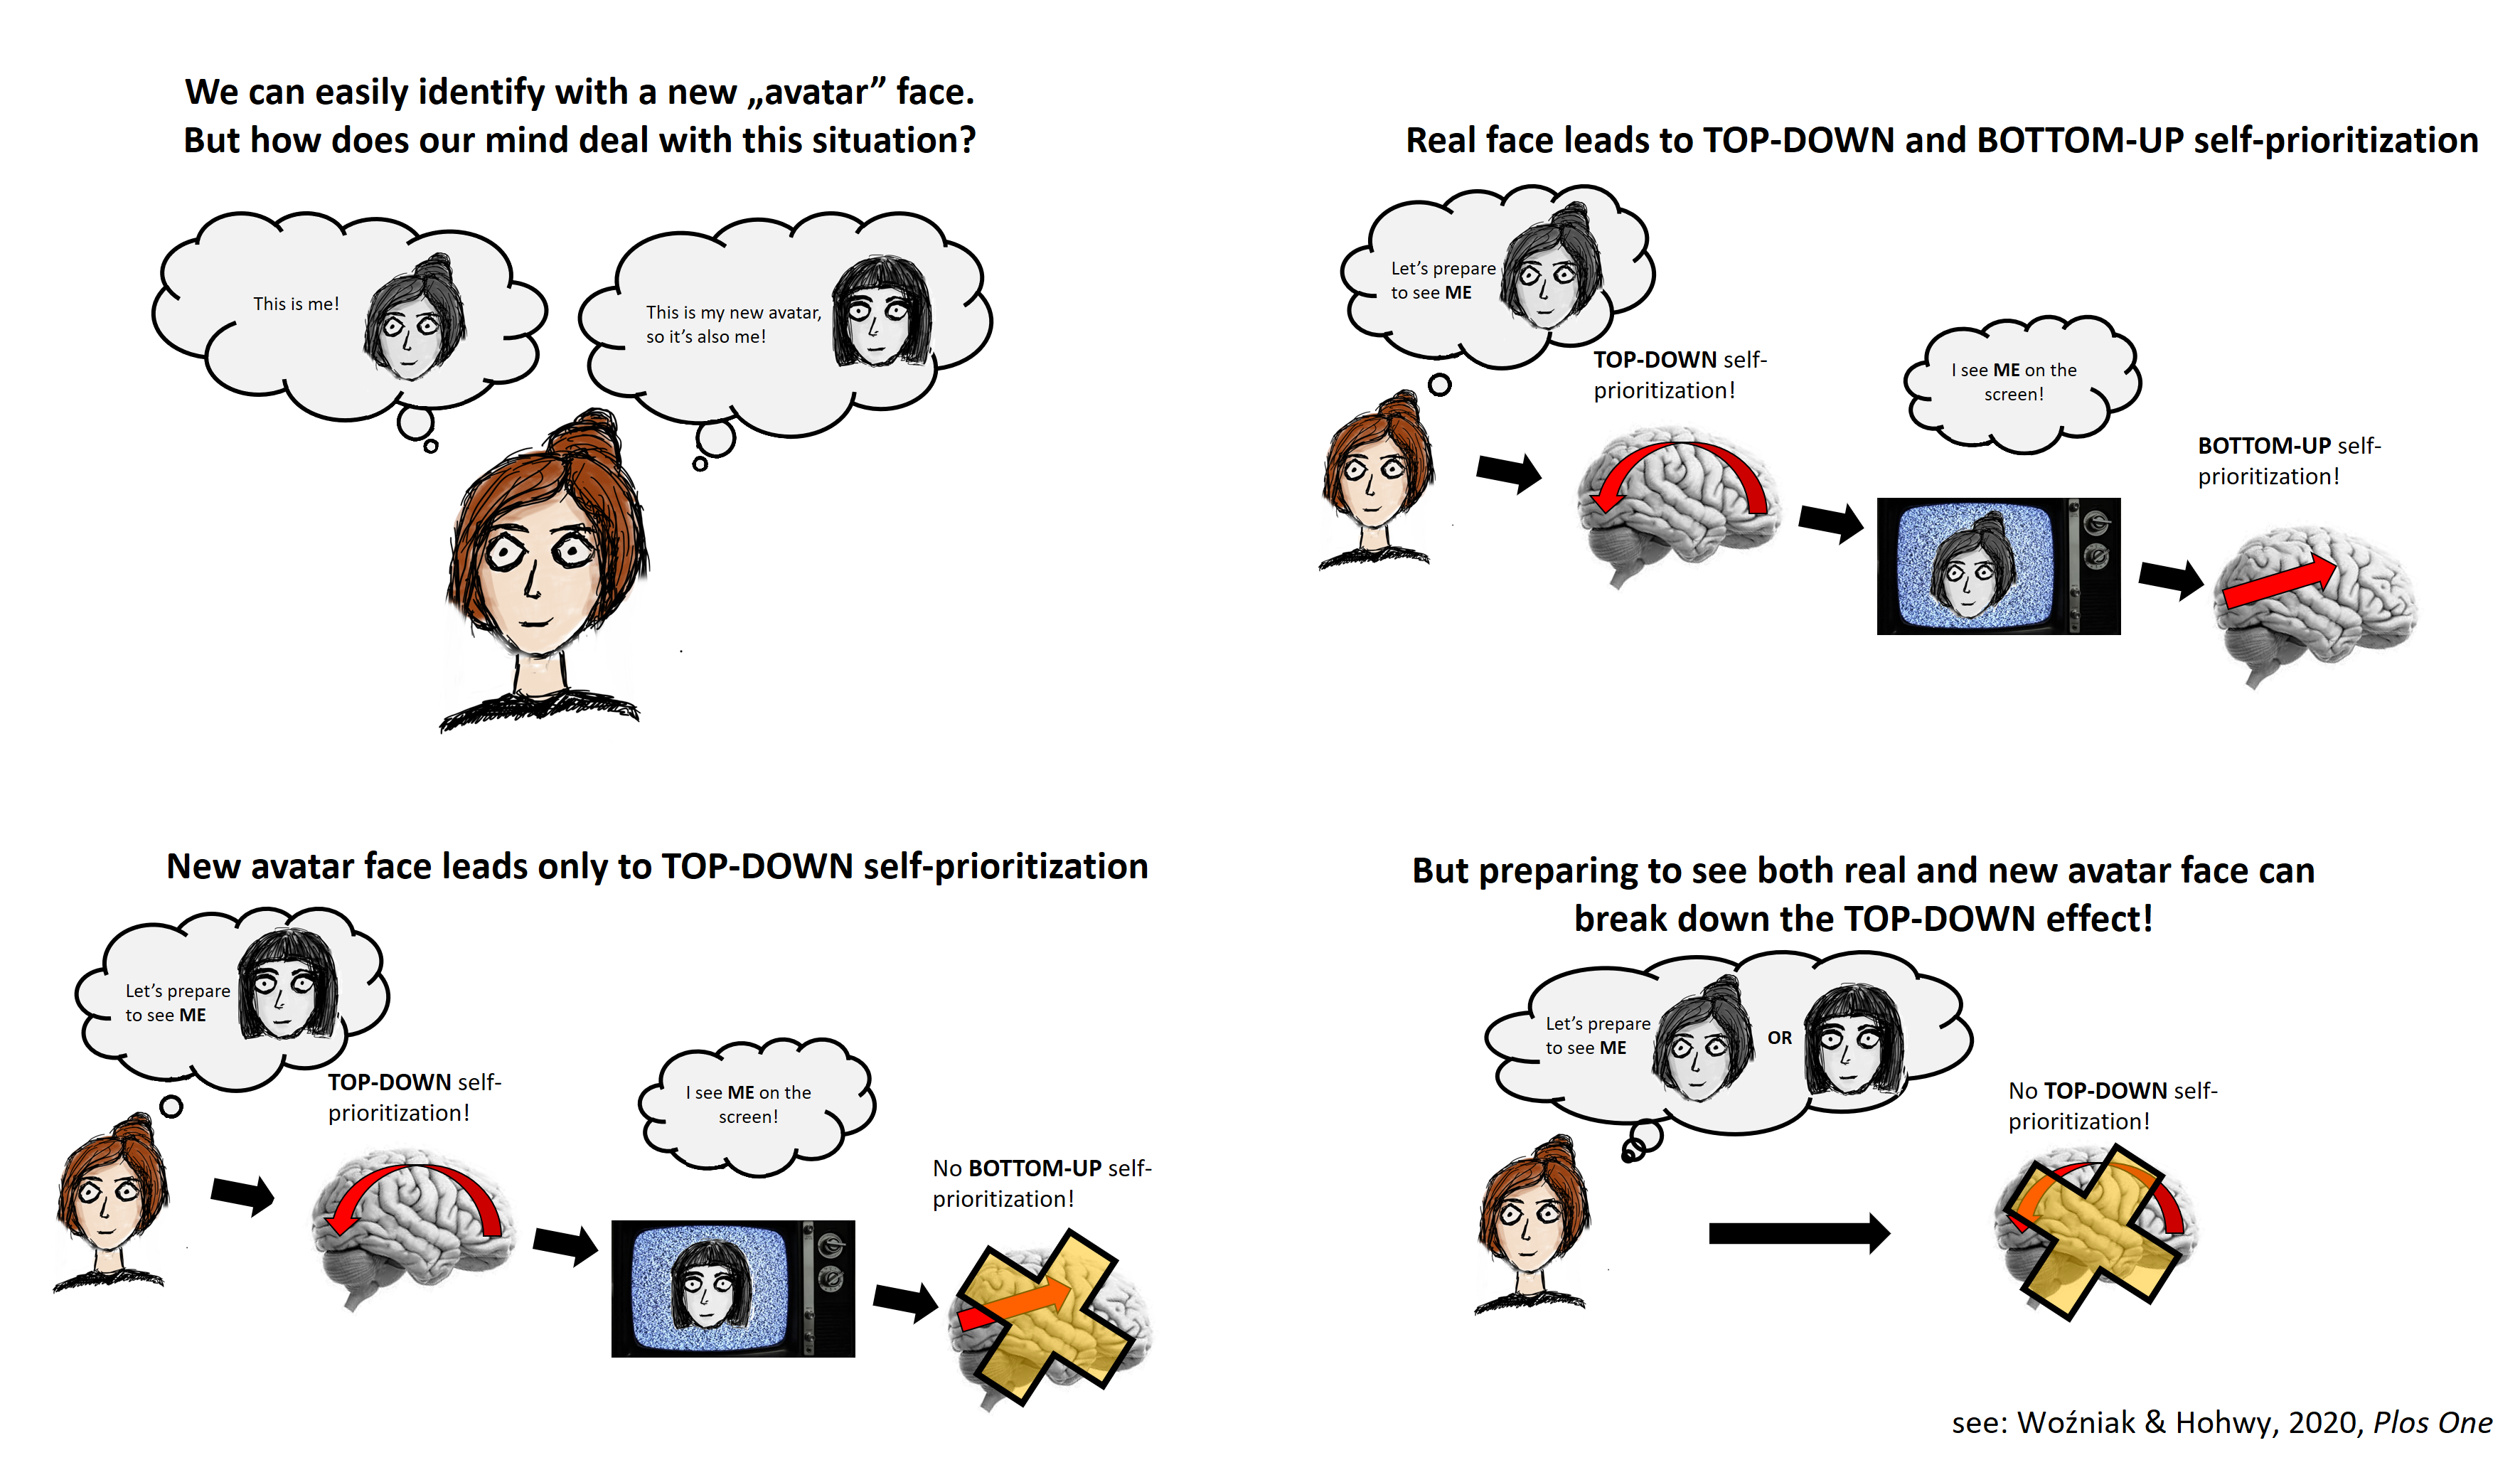 We can easily identify with a new „avatar” face.
But how does our mind deal with this situation?
This is me!
This is my new avatar,
so it's also me!
Real face leads to TOP-DOWN and BOTTOM-UP self-prioritization
Let's prepare
to see ME
TOP-DOWN self-
prioritization!
I see ME on the
screen!
BOTTOM-UP self-
prioritization!
New avatar face leads only to TOP-DOWN self-prioritization
Let's prepare
to see ME
TOP-DOWN self-
prioritization!
I see ME on the
screen!
No BOTTOM-UP self-
prioritization!
But preparing to see both real and new avatar face can
break down the TOP-DOWN effect!
Let's prepare
to see ME
OR
No TOP-DOWN self-
prioritization!
see: Woźniak & Hohwy, 2020, Plos One